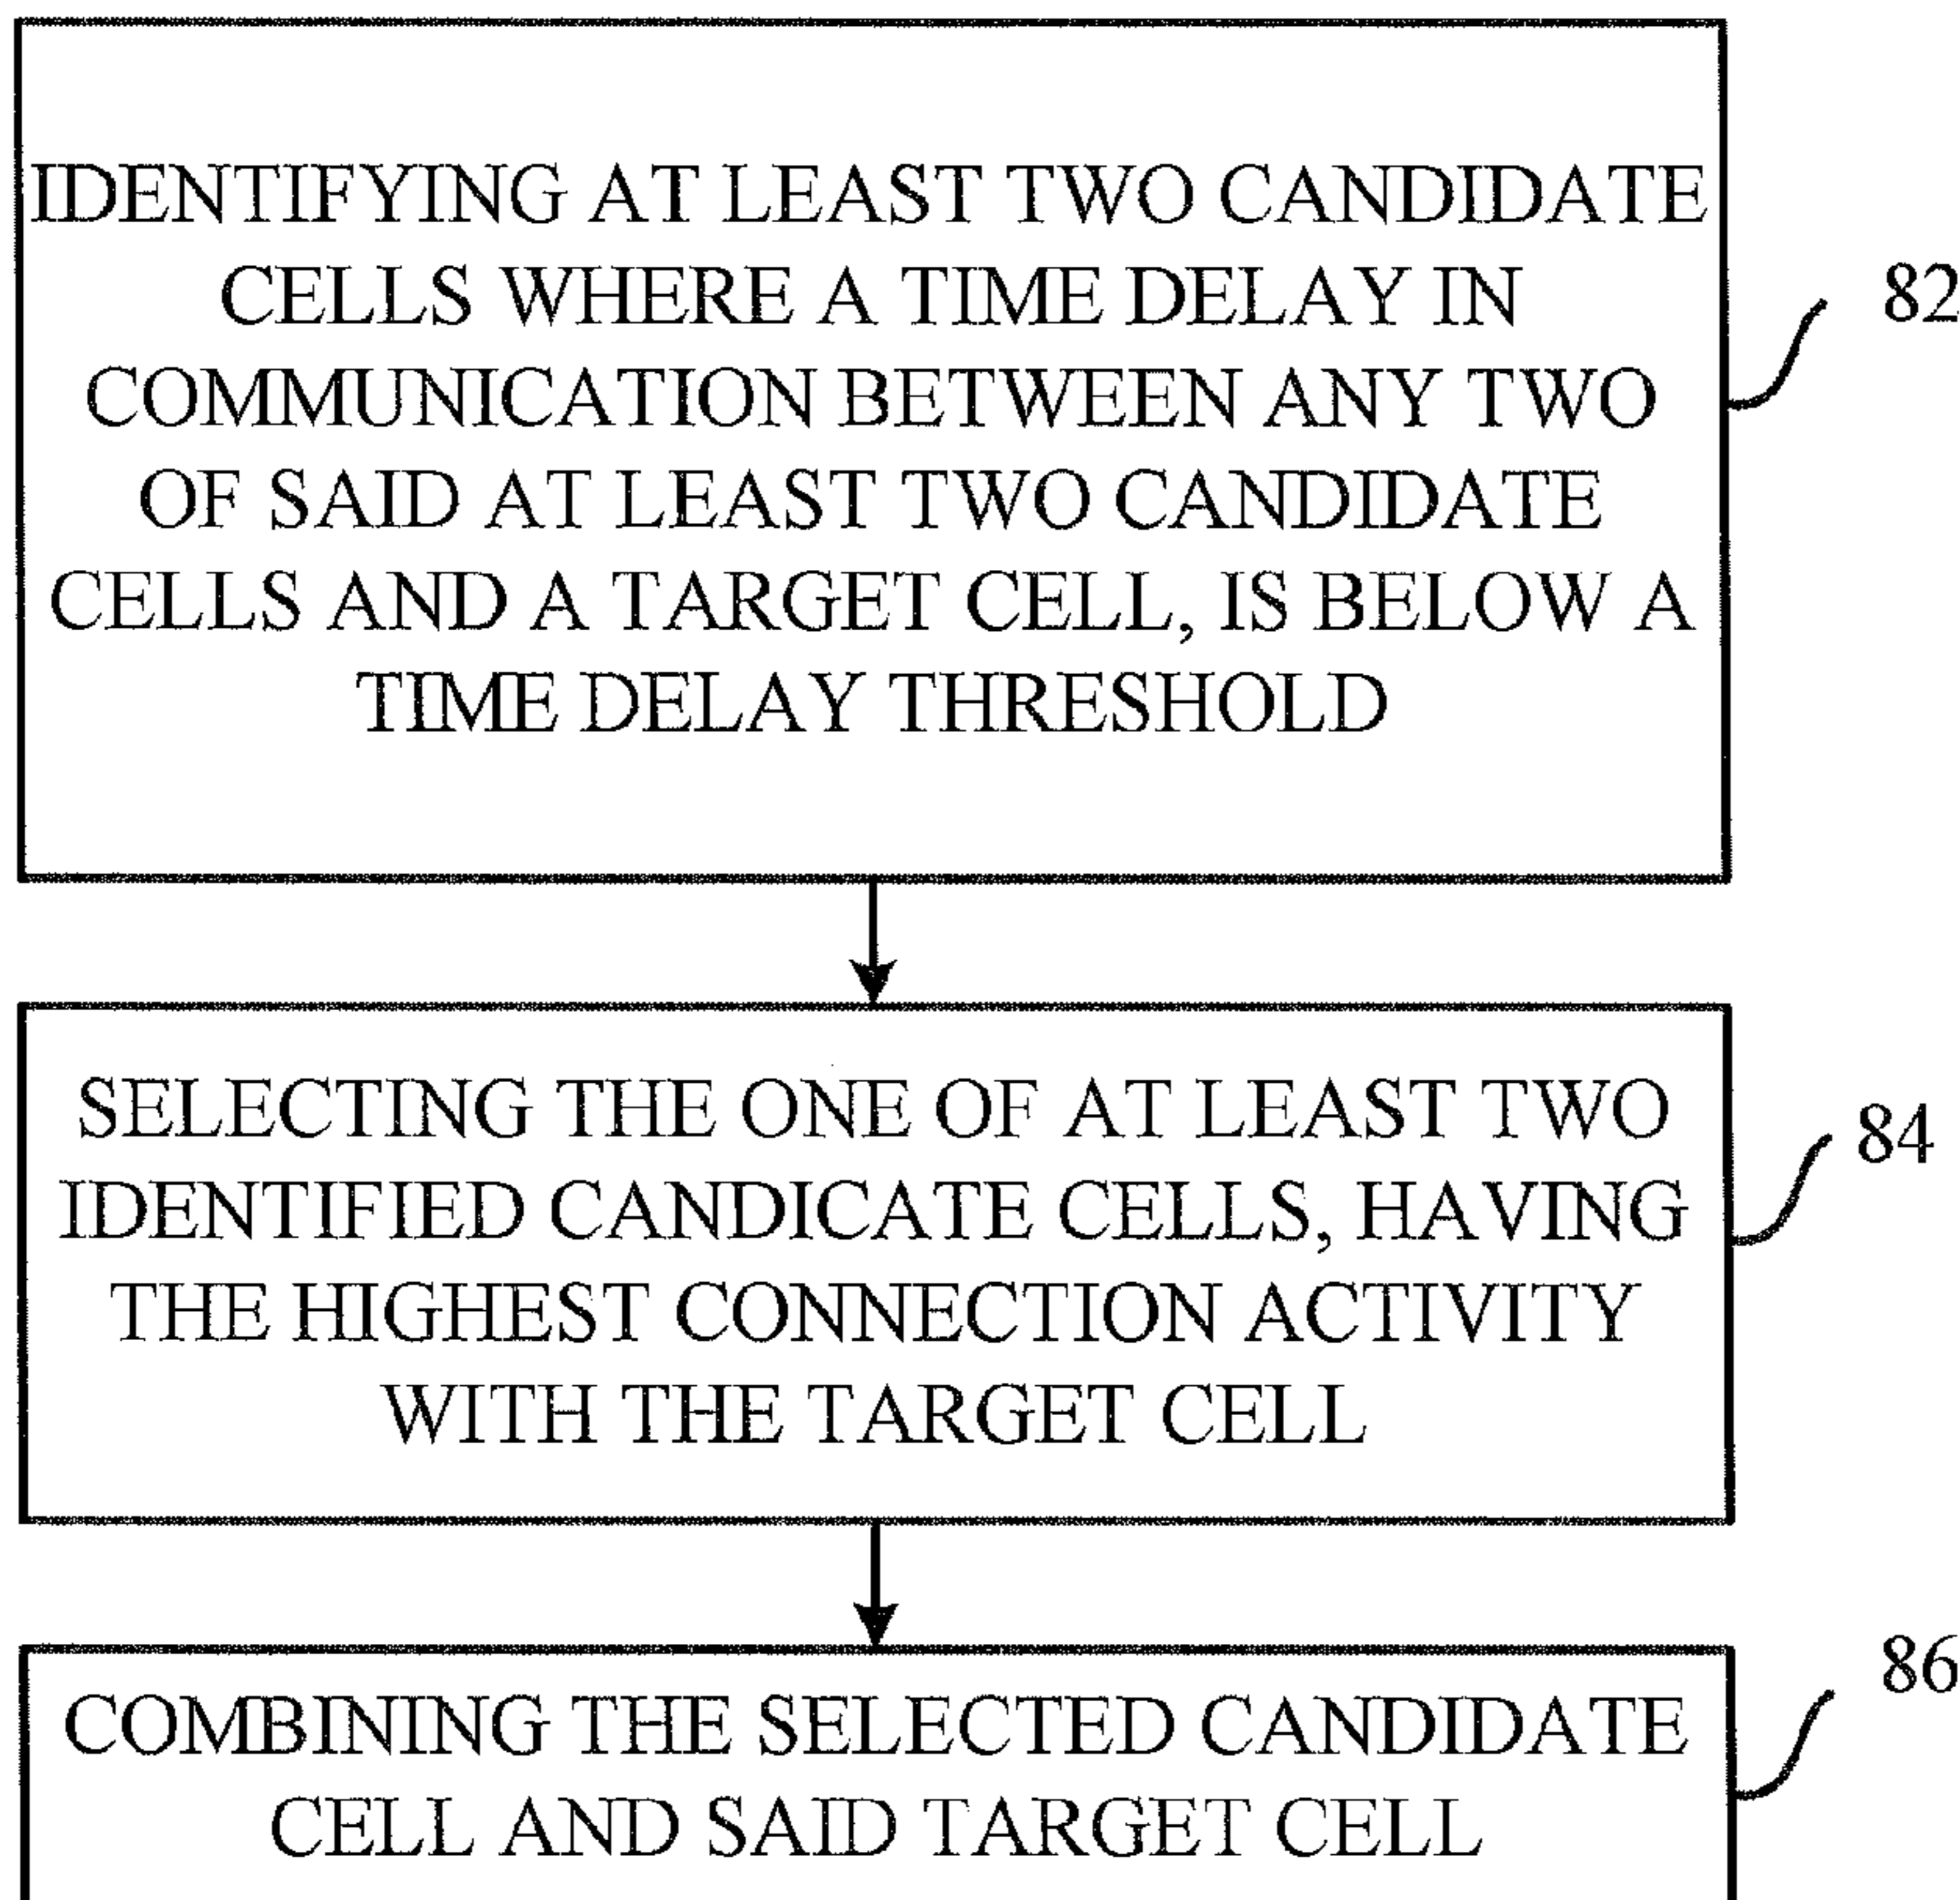 IDENTIFYING AT LEAST TWO CANDIDATE
CELLS WHERE A TIME DELAY IN
COMMUNICATION BETWEEN ANY TWO
OF SAID AT LEAST TWO CANDIDATE
CELLS AND A TARGET CELL, IS BELOW A
TIME DELAY THRESHOLD
82
SELECTING THE ONE OF AT LEAST TWO
IDENTIFIED CANDICATE CELLS, HAVING
THE HIGHEST CONNECTION ACTIVITY
WITH THE TARGET CELL
84
COMBINING THE SELECTED CANDIDATE
CELL AND SAID TARGET CELL
86